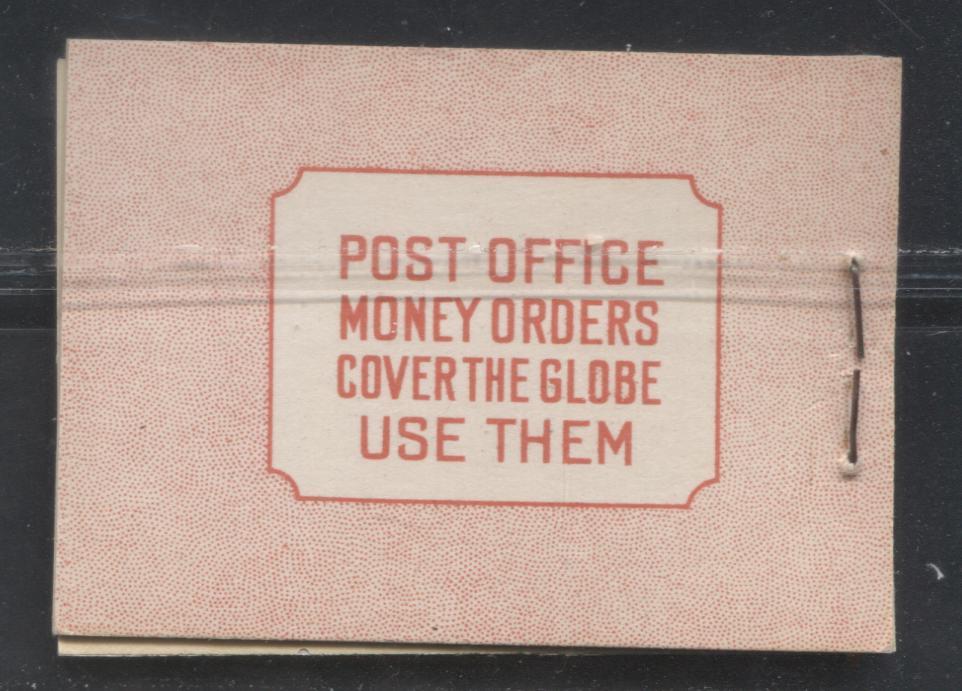 POST OFFICE
MONEY ORDERS
COVER THE GLOBE
USE THEM